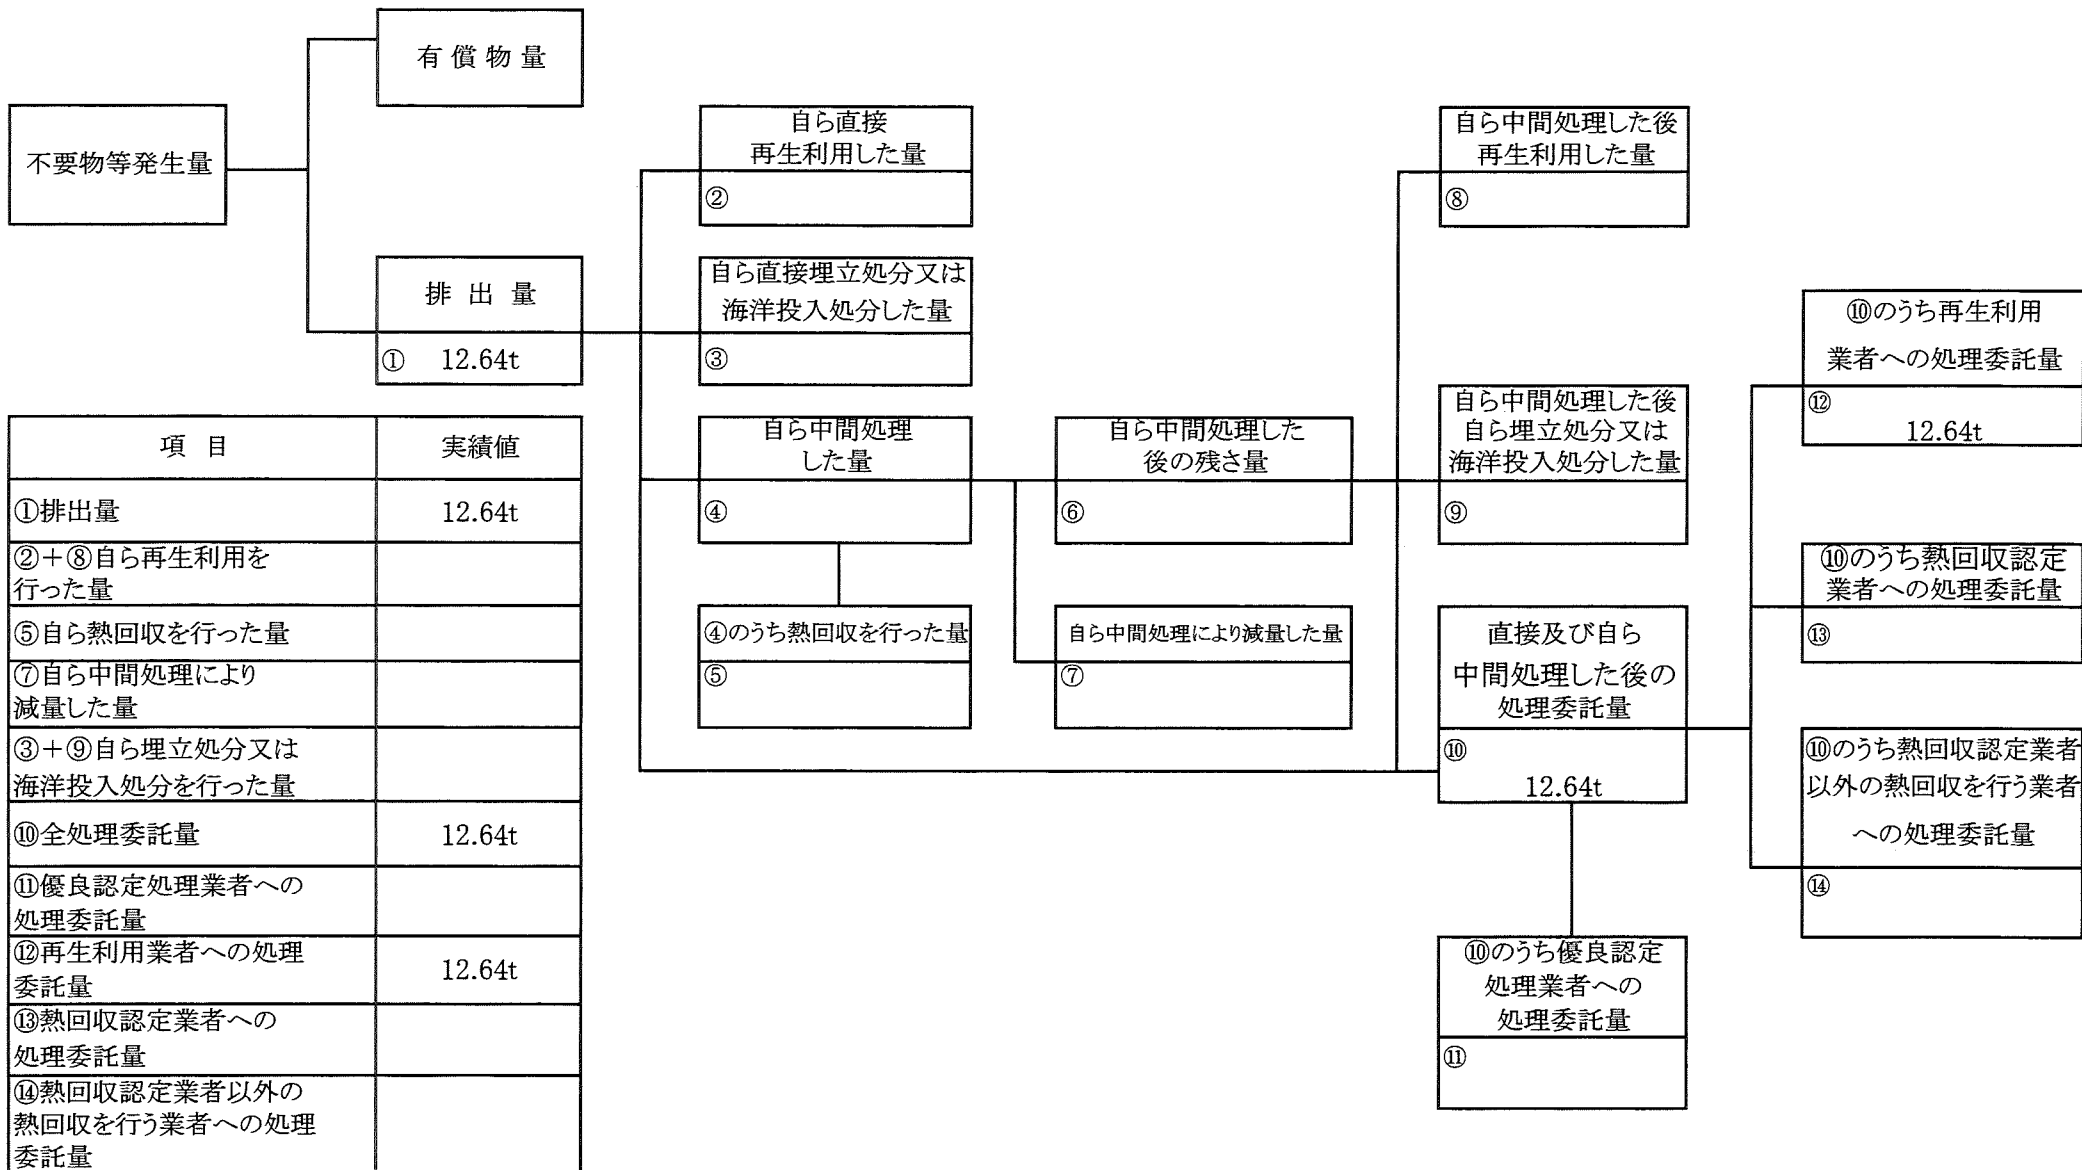 有 償 物 量
不要物等発生量
排 出 量
① 12.64t
自ら直接
再生利用した量
②
自ら直接埋立処分又は
海洋投入処分した量
③
自ら中間処理
した量
④
④のうち熱回収を行った量
⑤
自ら中間処理した
後の残さ量
⑥
自ら中間処理により減量した量
⑦
自ら中間処理した後
再生利用した量
⑧
自ら中間処理した後
自ら埋立処分又は
海洋投入処分した量
⑨
直接及び自ら
中間処理した後の
処理委託量
⑩
12.64t
⑩のうち優良認定
処理業者への
処理委託量
⑪
⑩のうち再生利用
業者への処理委託量
⑫
12.64t
⑩のうち熱回収認定
業者への処理委託量
⑬
⑩のうち熱回収認定業者
以外の熱回収を行う業者
への処理委託量
⑭
項 目 実績値
①排出量 12.64t
②+⑧自ら再生利用を
行った量
⑤自ら熱回収を行った量
⑦自ら中間処理により
減量した量
③+⑨自ら埋立処分又は
海洋投入処分を行った量
⑩全処理委託量 12.64t
⑪優良認定処理業者への
処理委託量
⑫再生利用業者への処理
委託量 12.64t
⑬熱回収認定業者への
処理委託量
⑭熱回収認定業者以外の
熱回収を行う業者への処理
委託量